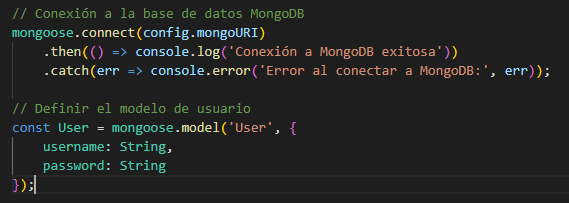 // Conexión a la base de datos MongoDB
mongoose.connect(config.mongoURI)
    .then(() => console.log('Conexión a MongoDB exitosa'))
    .catch(err => console.error('Error al conectar a MongoDB:', err));

// Definir el modelo de usuario
const User = mongoose.model('User', {
    username: String,
    password: String
});